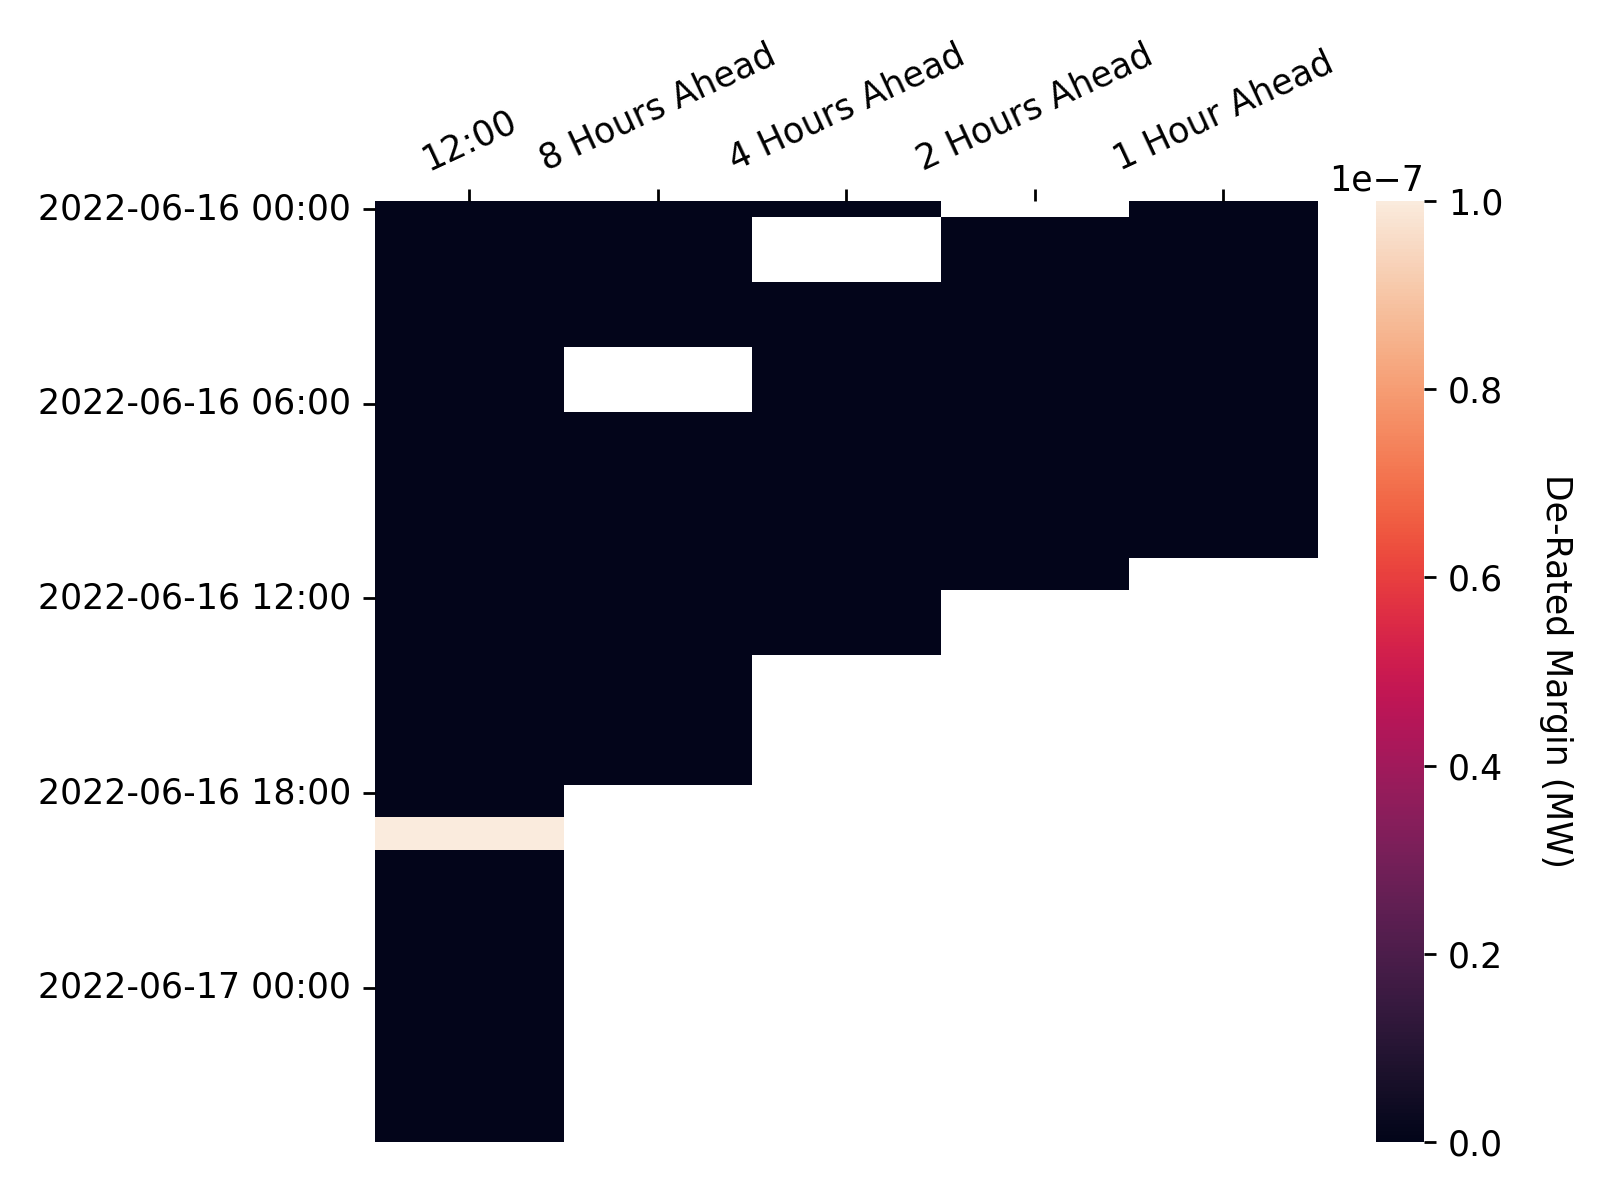 12:00
8 Hours Ahead
4 Hours Ahead
2 Hours Ahead
1 Hour Ahead
2022-06-16 00:00
2022-06-16 06:00
2022-06-16 12:00
2022-06-16 18:00
2022-06-17 00:00
1e−7
1.0
0.8
0.6
0.4
0.2
0.0
De-Rated Margin (MW)